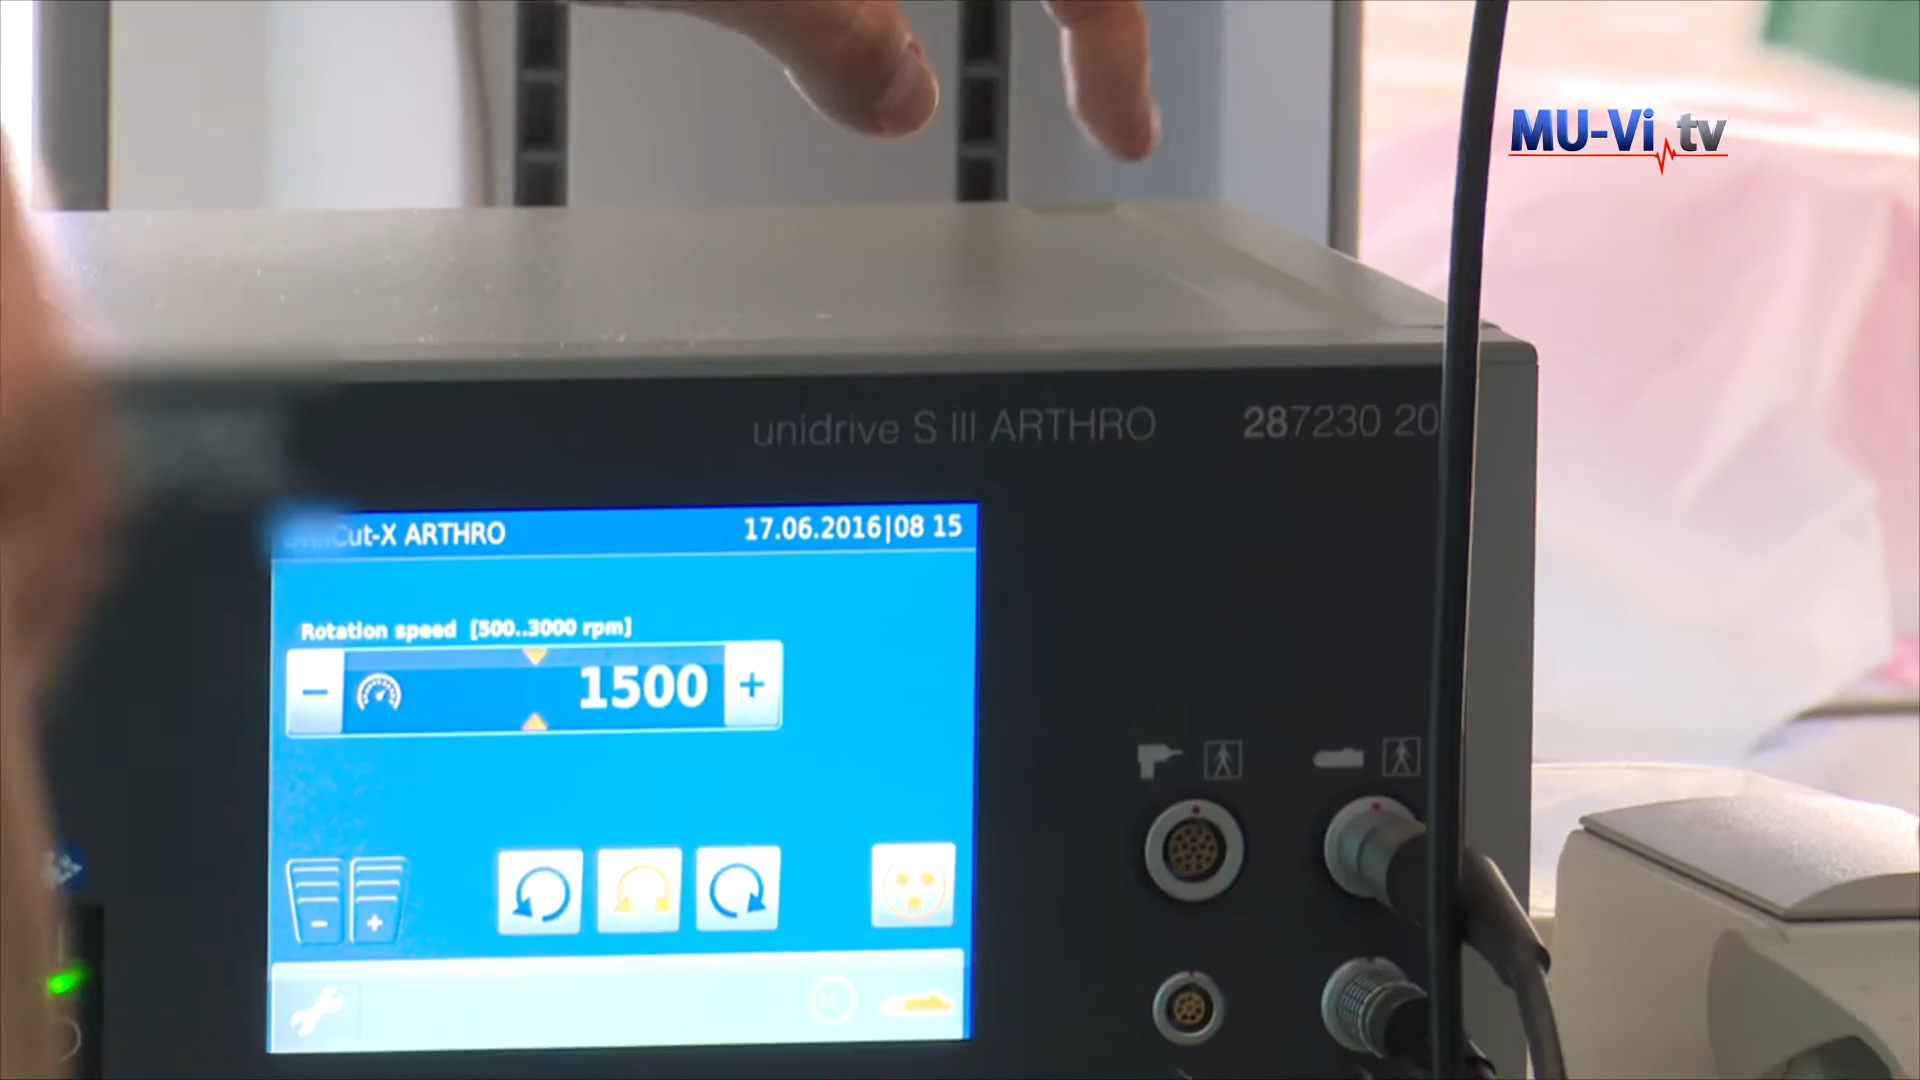 MU-Vi tv
unidrive S III ARTHRO 287230 20
Cut-X ARTHRO 17.06.2016|08 15
Rotation speed [500..3000 rpm]
− 1500 +
− +